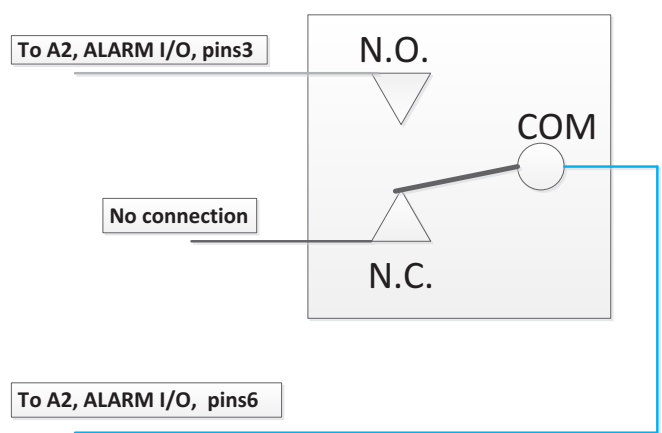 To A2, ALARM I/O, pins3
N.O.
COM
No connection
N.C.
To A2, ALARM I/O, pins6